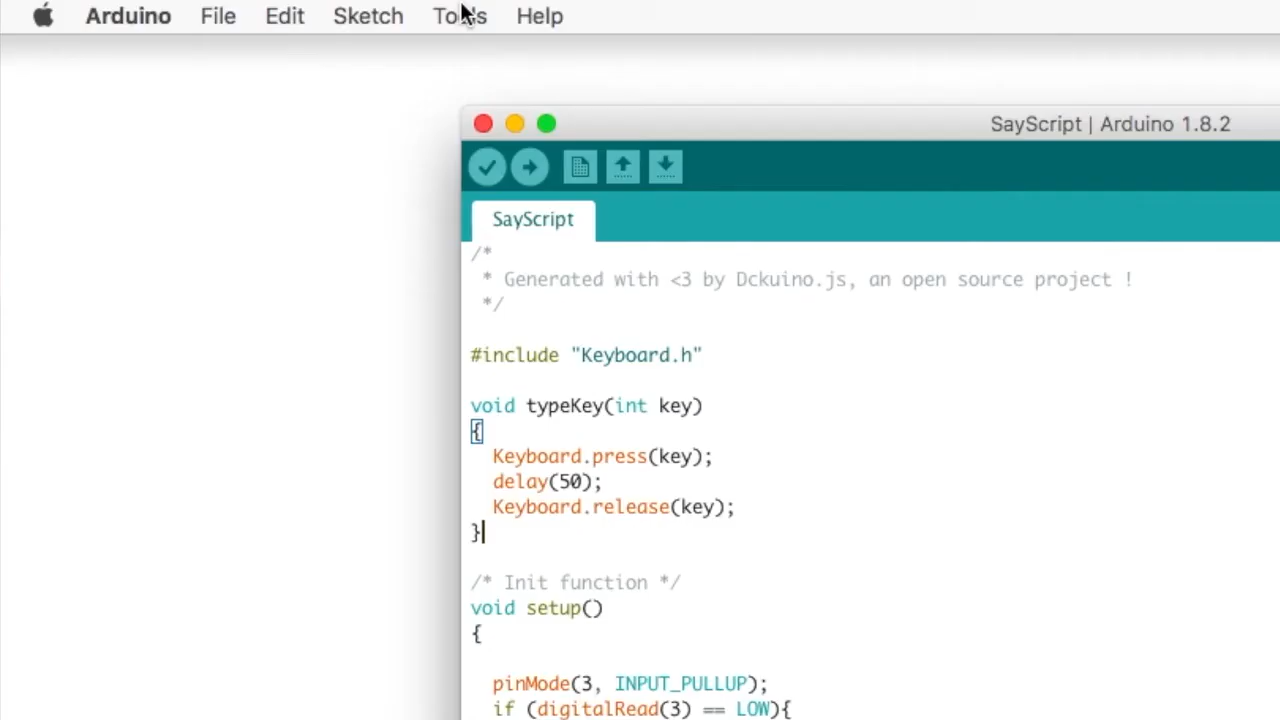 Arduino File Edit Sketch Tools Help
SayScript | Arduino 1.8.2
SayScript
/*
* Generated with <3 by Dckuino.js, an open source project !
*/
#include "Keyboard.h"
void typeKey(int key)
{
Keyboard.press(key);
delay(50);
Keyboard.release(key);
}
/* Init function */
void setup()
{
pinMode(3, INPUT_PULLUP);
if (digitalRead(3) == LOW){